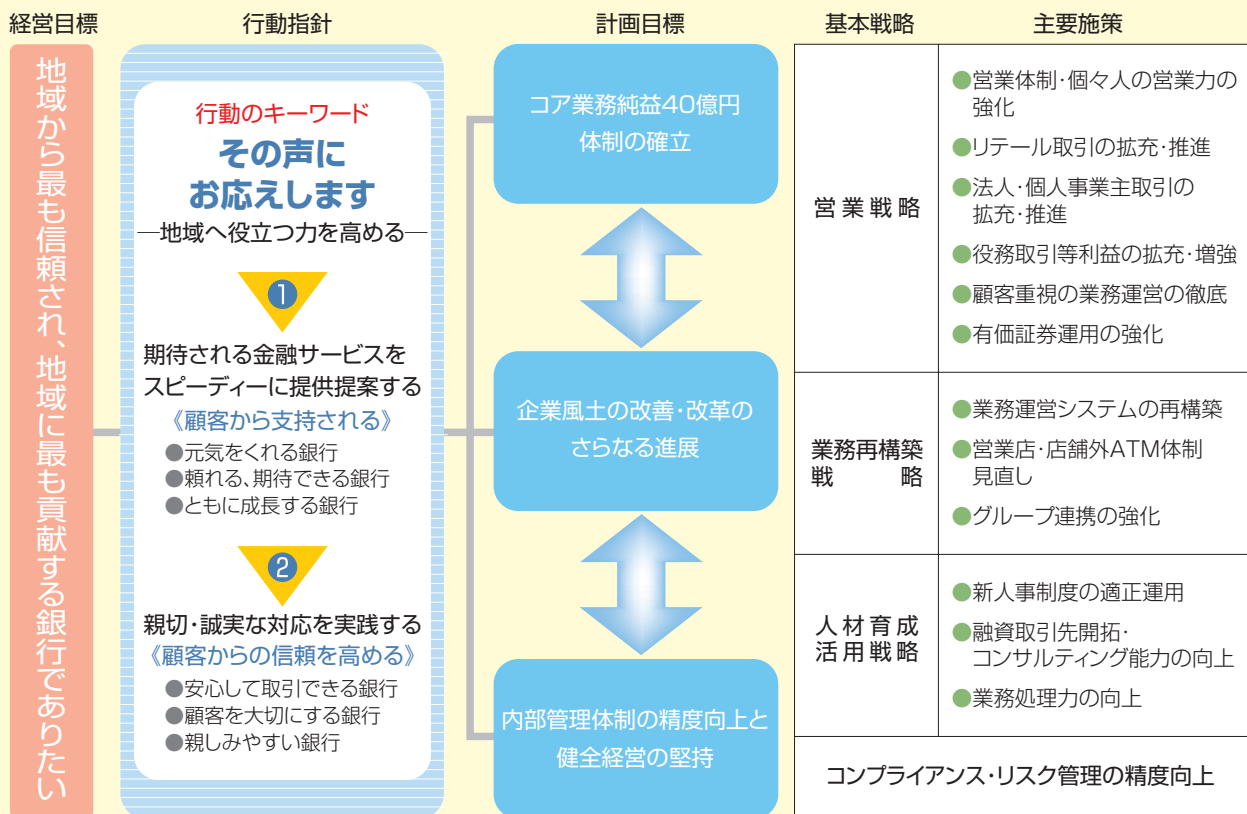 経営目標
行動指針
計画目標
基本戦略
主要施策
地域から最も信頼され、地域に最も貢献する銀行でありたい
行動のキーワード
その声に
お応えします
―地域へ役立つ力を高める―
1
期待される金融サービスを
スピーディーに提供提案する
《顧客から支持される》
●元気をくれる銀行
●頼れる、期待できる銀行
●ともに成長する銀行
2
親切・誠実な対応を実践する
《顧客からの信頼を高める》
●安心して取引できる銀行
●顧客を大切にする銀行
●親しみやすい銀行
コア業務純益40億円
体制の確立
企業風土の改善・改革の
さらなる進展
内部管理体制の精度向上と
健全経営の堅持
営業戦略
●営業体制・個々人の営業力の
強化
●リテール取引の拡充・推進
●法人・個人事業主取引の
拡充・推進
●役務取引等利益の拡充・増強
●顧客重視の業務運営の徹底
●有価証券運用の強化
業務再構築
戦略
●業務運営システムの再構築
●営業店・店舗外ATM体制
見直し
●グループ連携の強化
人材育成
活用戦略
●新人事制度の適正運用
●融資取引先開拓・
コンサルティング能力の向上
●業務処理力の向上
コンプライアンス・リスク管理の精度向上